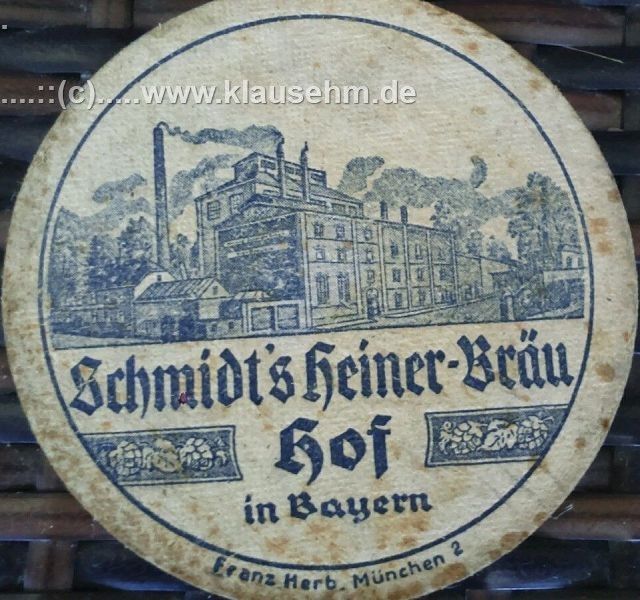 .
.....::(c).....www.klausehm.de
Schmidt's Heiner-Bräu
Hof
in Bayern
Franz Herb, München 2